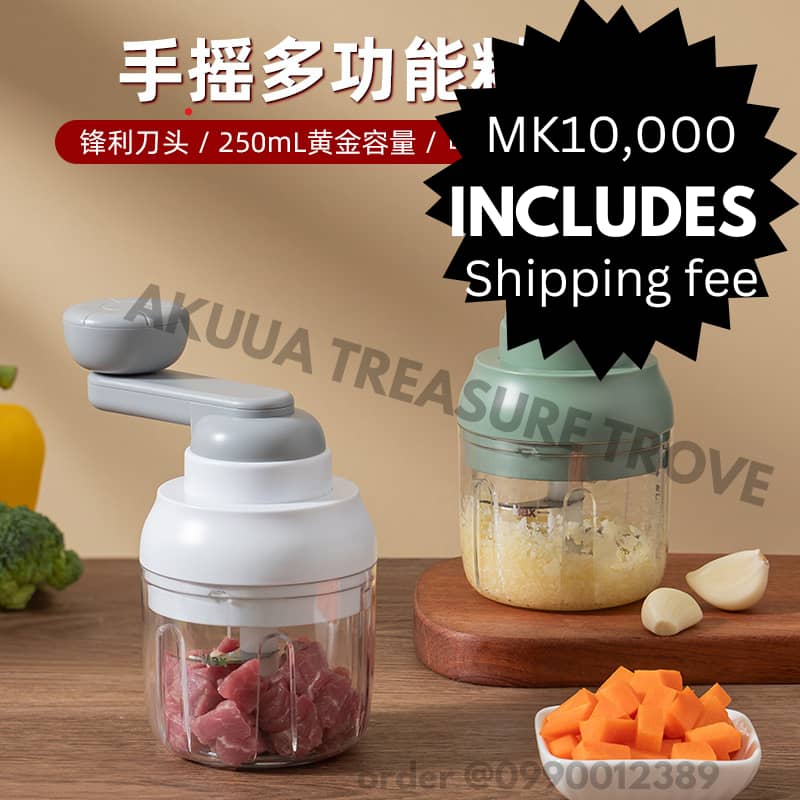 手摇多功能
锋利刀头 / 250mL黄金容量 /
MK10,000
INCLUDES
Shipping fee
AKUUA TREASURE TROVE
order @0990012389